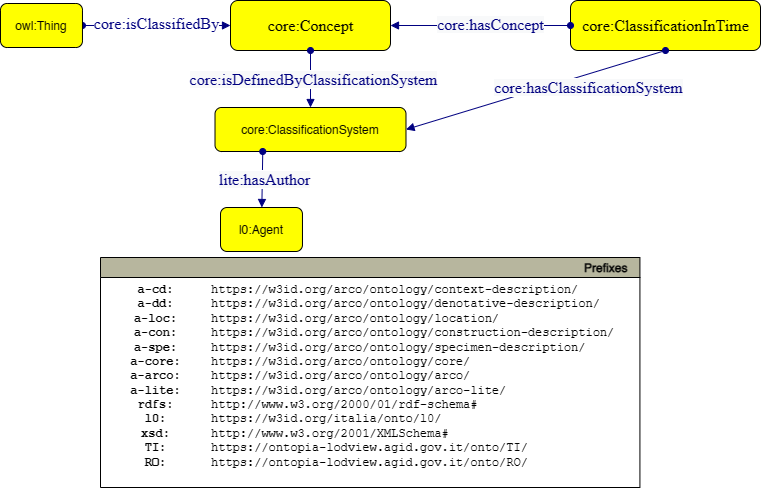 owl:Thing core:isClassifiedBy core:Concept core:hasConcept core:ClassificationInTime
core:isDefinedByClassificationSystem core:hasClassificationSystem
core:ClassificationSystem
lite:hasAuthor
l0:Agent
Prefixes
a-cd: https://w3id.org/arco/ontology/context-description/
a-dd: https://w3id.org/arco/ontology/denotative-description/
a-loc: https://w3id.org/arco/ontology/location/
a-con: https://w3id.org/arco/ontology/construction-description/
a-spe: https://w3id.org/arco/ontology/specimen-description/
a-core: https://w3id.org/arco/ontology/core/
a-arco: https://w3id.org/arco/ontology/arco/
a-lite: https://w3id.org/arco/ontology/arco-lite/
rdfs: http://www.w3.org/2000/01/rdf-schema#
l0: https://w3id.org/italia/onto/l0/
xsd: http://www.w3.org/2001/XMLSchema#
TI: https://ontopia-lodview.agid.gov.it/onto/TI/
RO: https://ontopia-lodview.agid.gov.it/onto/RO/